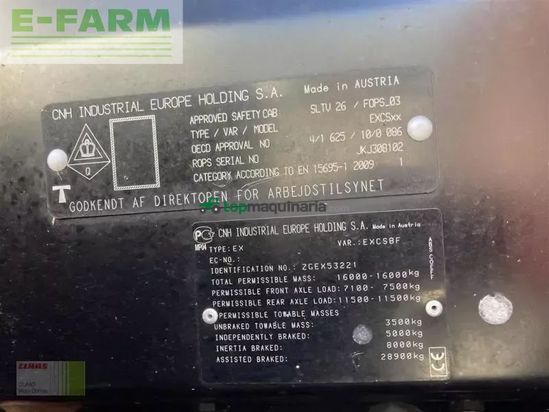 E-FARM
CNH INDUSTRIAL EUROPE HOLDING S.A. Made in AUSTRIA
APPROVED SAFETY CAB SLTV 26 / FOPS_03
TYPE / VAR / MODEL EXCSxx
OECD APPROVAL NO 4/1 625 / 10/0 086
ROPS SERIAL NO JKJ308102
CATEGORY ACCORDING TO EN 15695-1 2009 1
GODKENDT AF DIREKTØREN FOR ARBEJDSTILSYNET
topmaquinaria
CNH INDUSTRIAL EUROPE HOLDING S.A. Made in Austria
TYPE: EX VAR.: EXCS8F
EC-NO.:
IDENTIFICATION NO.: ZGEX53221
TOTAL PERMISSIBLE MASS: 16000-16000kg
PERMISSIBLE FRONT AXLE LOAD: 7100- 7500kg
PERMISSIBLE REAR AXLE LOAD: 11500-11500kg
PERMISSIBLE TOWABLE MASSES
UNBRAKED TOWABLE MASS: 3500kg
INDEPENDENTLY BRAKED: 5000kg
INERTIA BRAKED: 8000kg
ASSISTED BRAKED: 28900kg
CLAAS